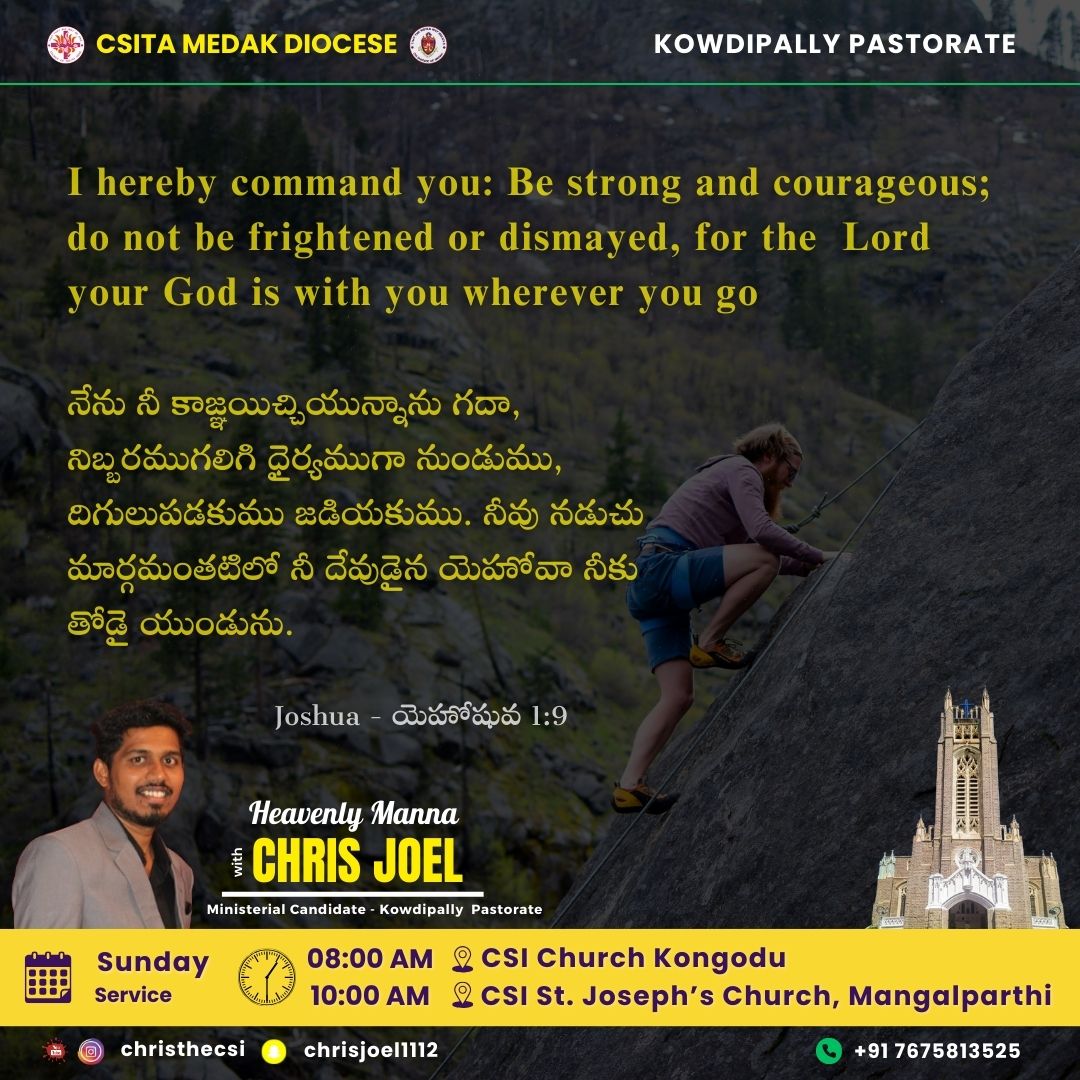 CSITA MEDAK DIOCESE
KOWDIPALLY PASTORATE
I hereby command you: Be strong and courageous;
do not be frightened or dismayed, for the Lord
your God is with you wherever you go
నేను నీ కాజ్ఞయిచ్చియున్నాను గదా,
నిబ్బరముగలిగి ధైర్యముగా నుండుము,
దిగులుపడకుము జడియకుము. నీవు నడుచు
మార్గమంతటిలో నీ దేవుడైన యెహోవా నీకు
తోడై యుండును.
Joshua - యెహోషువ 1:9
Heavenly Manna
with CHRIS JOEL
Ministerial Candidate - Kowdipally Pastorate
Sunday
Service
08:00 AM CSI Church Kongodu
10:00 AM CSI St. Joseph's Church, Mangalparthi
christhecsi chrisjoel1112 +91 7675813525